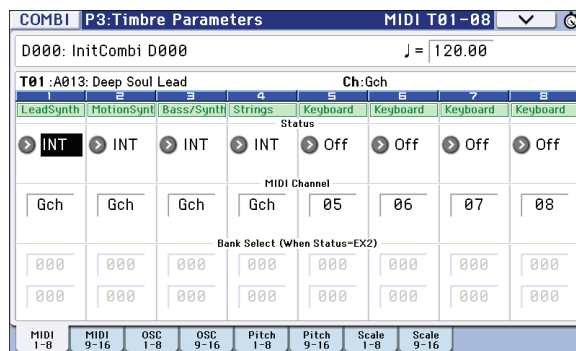 COMBI P3:Timbre Parameters MIDI T01-08
D000: InitCombi D000 ♩= 120.00
T01 :A013: Deep Soul Lead Ch:Gch
1 2 3 4 5 6 7 8
LeadSynth MotionSynt Bass/Synth Strings Keyboard Keyboard Keyboard Keyboard
Status
INT INT INT INT Off Off Off Off
MIDI Channel
Gch Gch Gch Gch 05 06 07 08
Bank Select (When Status=EX2)
000 000 000 000 000 000 000 000
000 000 000 000 000 000 000 000
MIDI MIDI OSC OSC Pitch Pitch Scale Scale
1-8 9-16 1-8 9-16 1-8 9-16 1-8 9-16